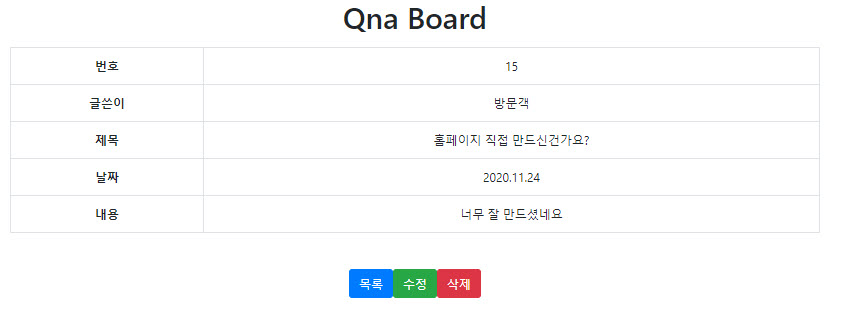 Qna Board
번호 15
글쓴이 방문객
제목 홈페이지 직접 만드신건가요?
날짜 2020.11.24
내용 너무 잘 만드셨네요
목록 수정 삭제